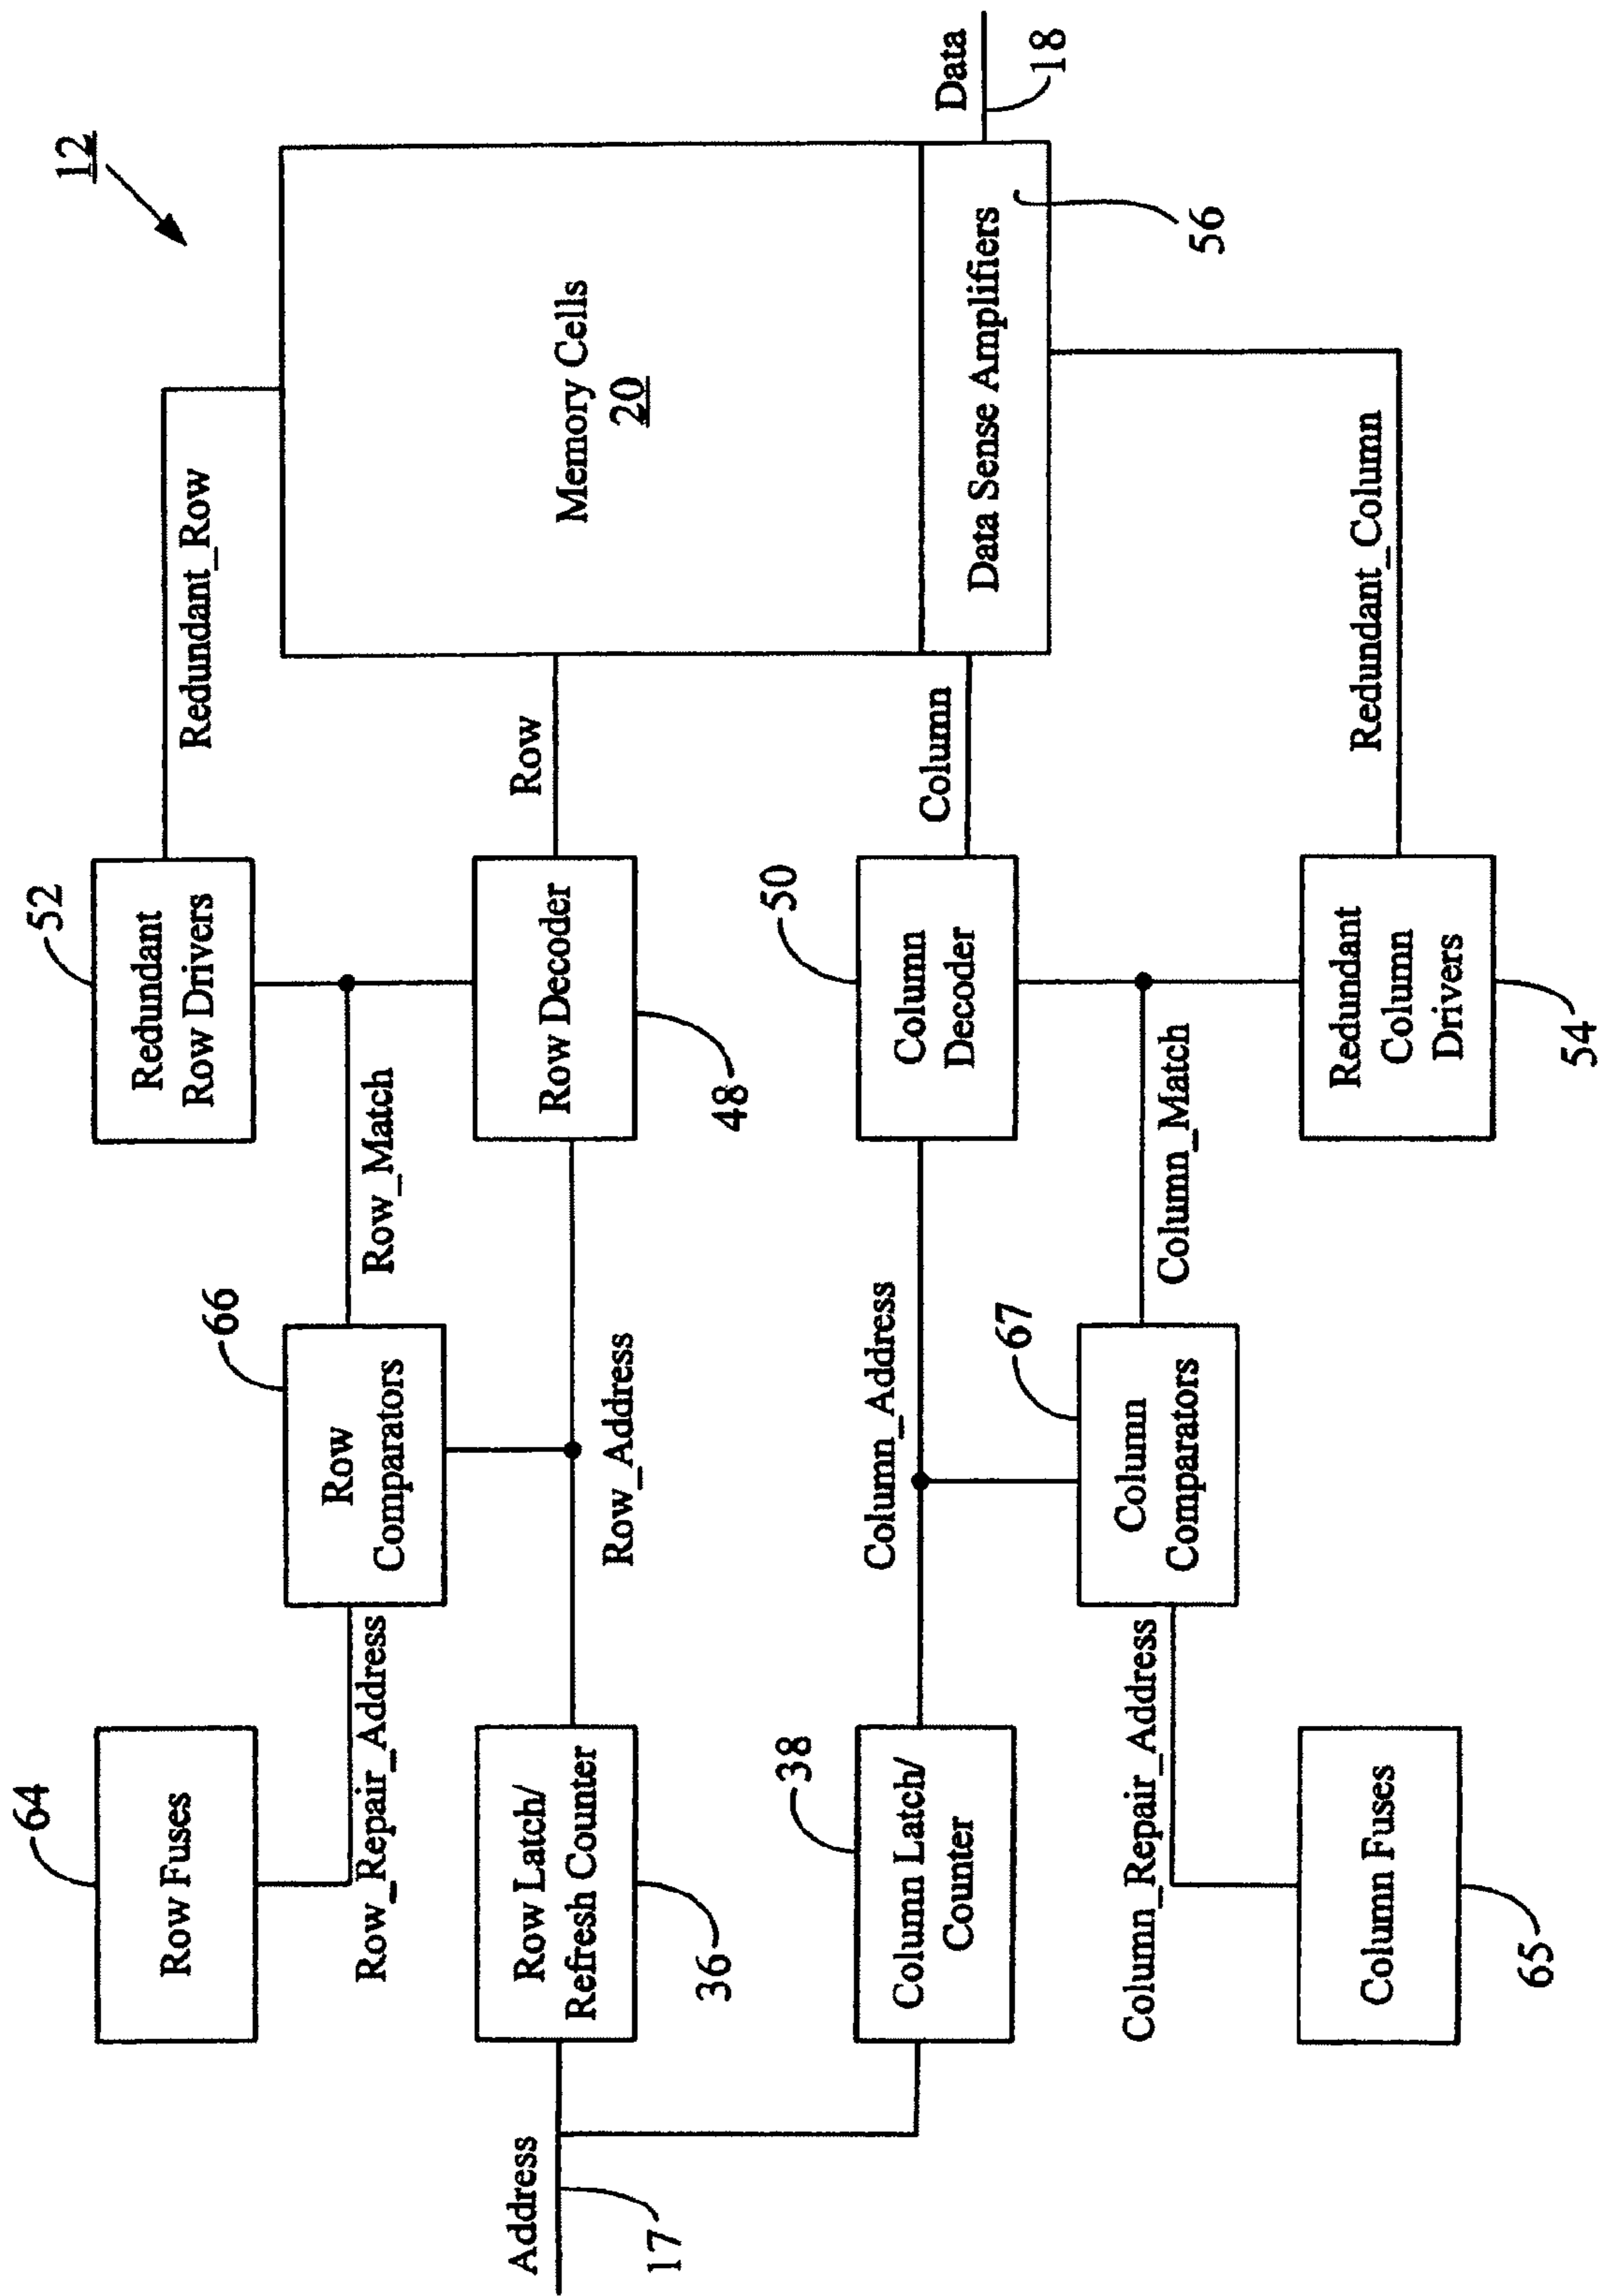 12
64
Row Fuses
Row_Repair_Address
66
Row
Comparators
Row_Match
52
Redundant
Row Drivers
Redundant_Row
Address
17
Row Latch/
Refresh Counter
36
Row_Address
Row Decoder
48
Row
Memory Cells
20
38
Column Latch/
Counter
Column_Address
50
Column
Decoder
Column
Data Sense Amplifiers
56
Data
18
Column_Repair_Address
67
Column
Comparators
Column_Match
Column Fuses
65
Redundant
Column
Drivers
54
Redundant_Column